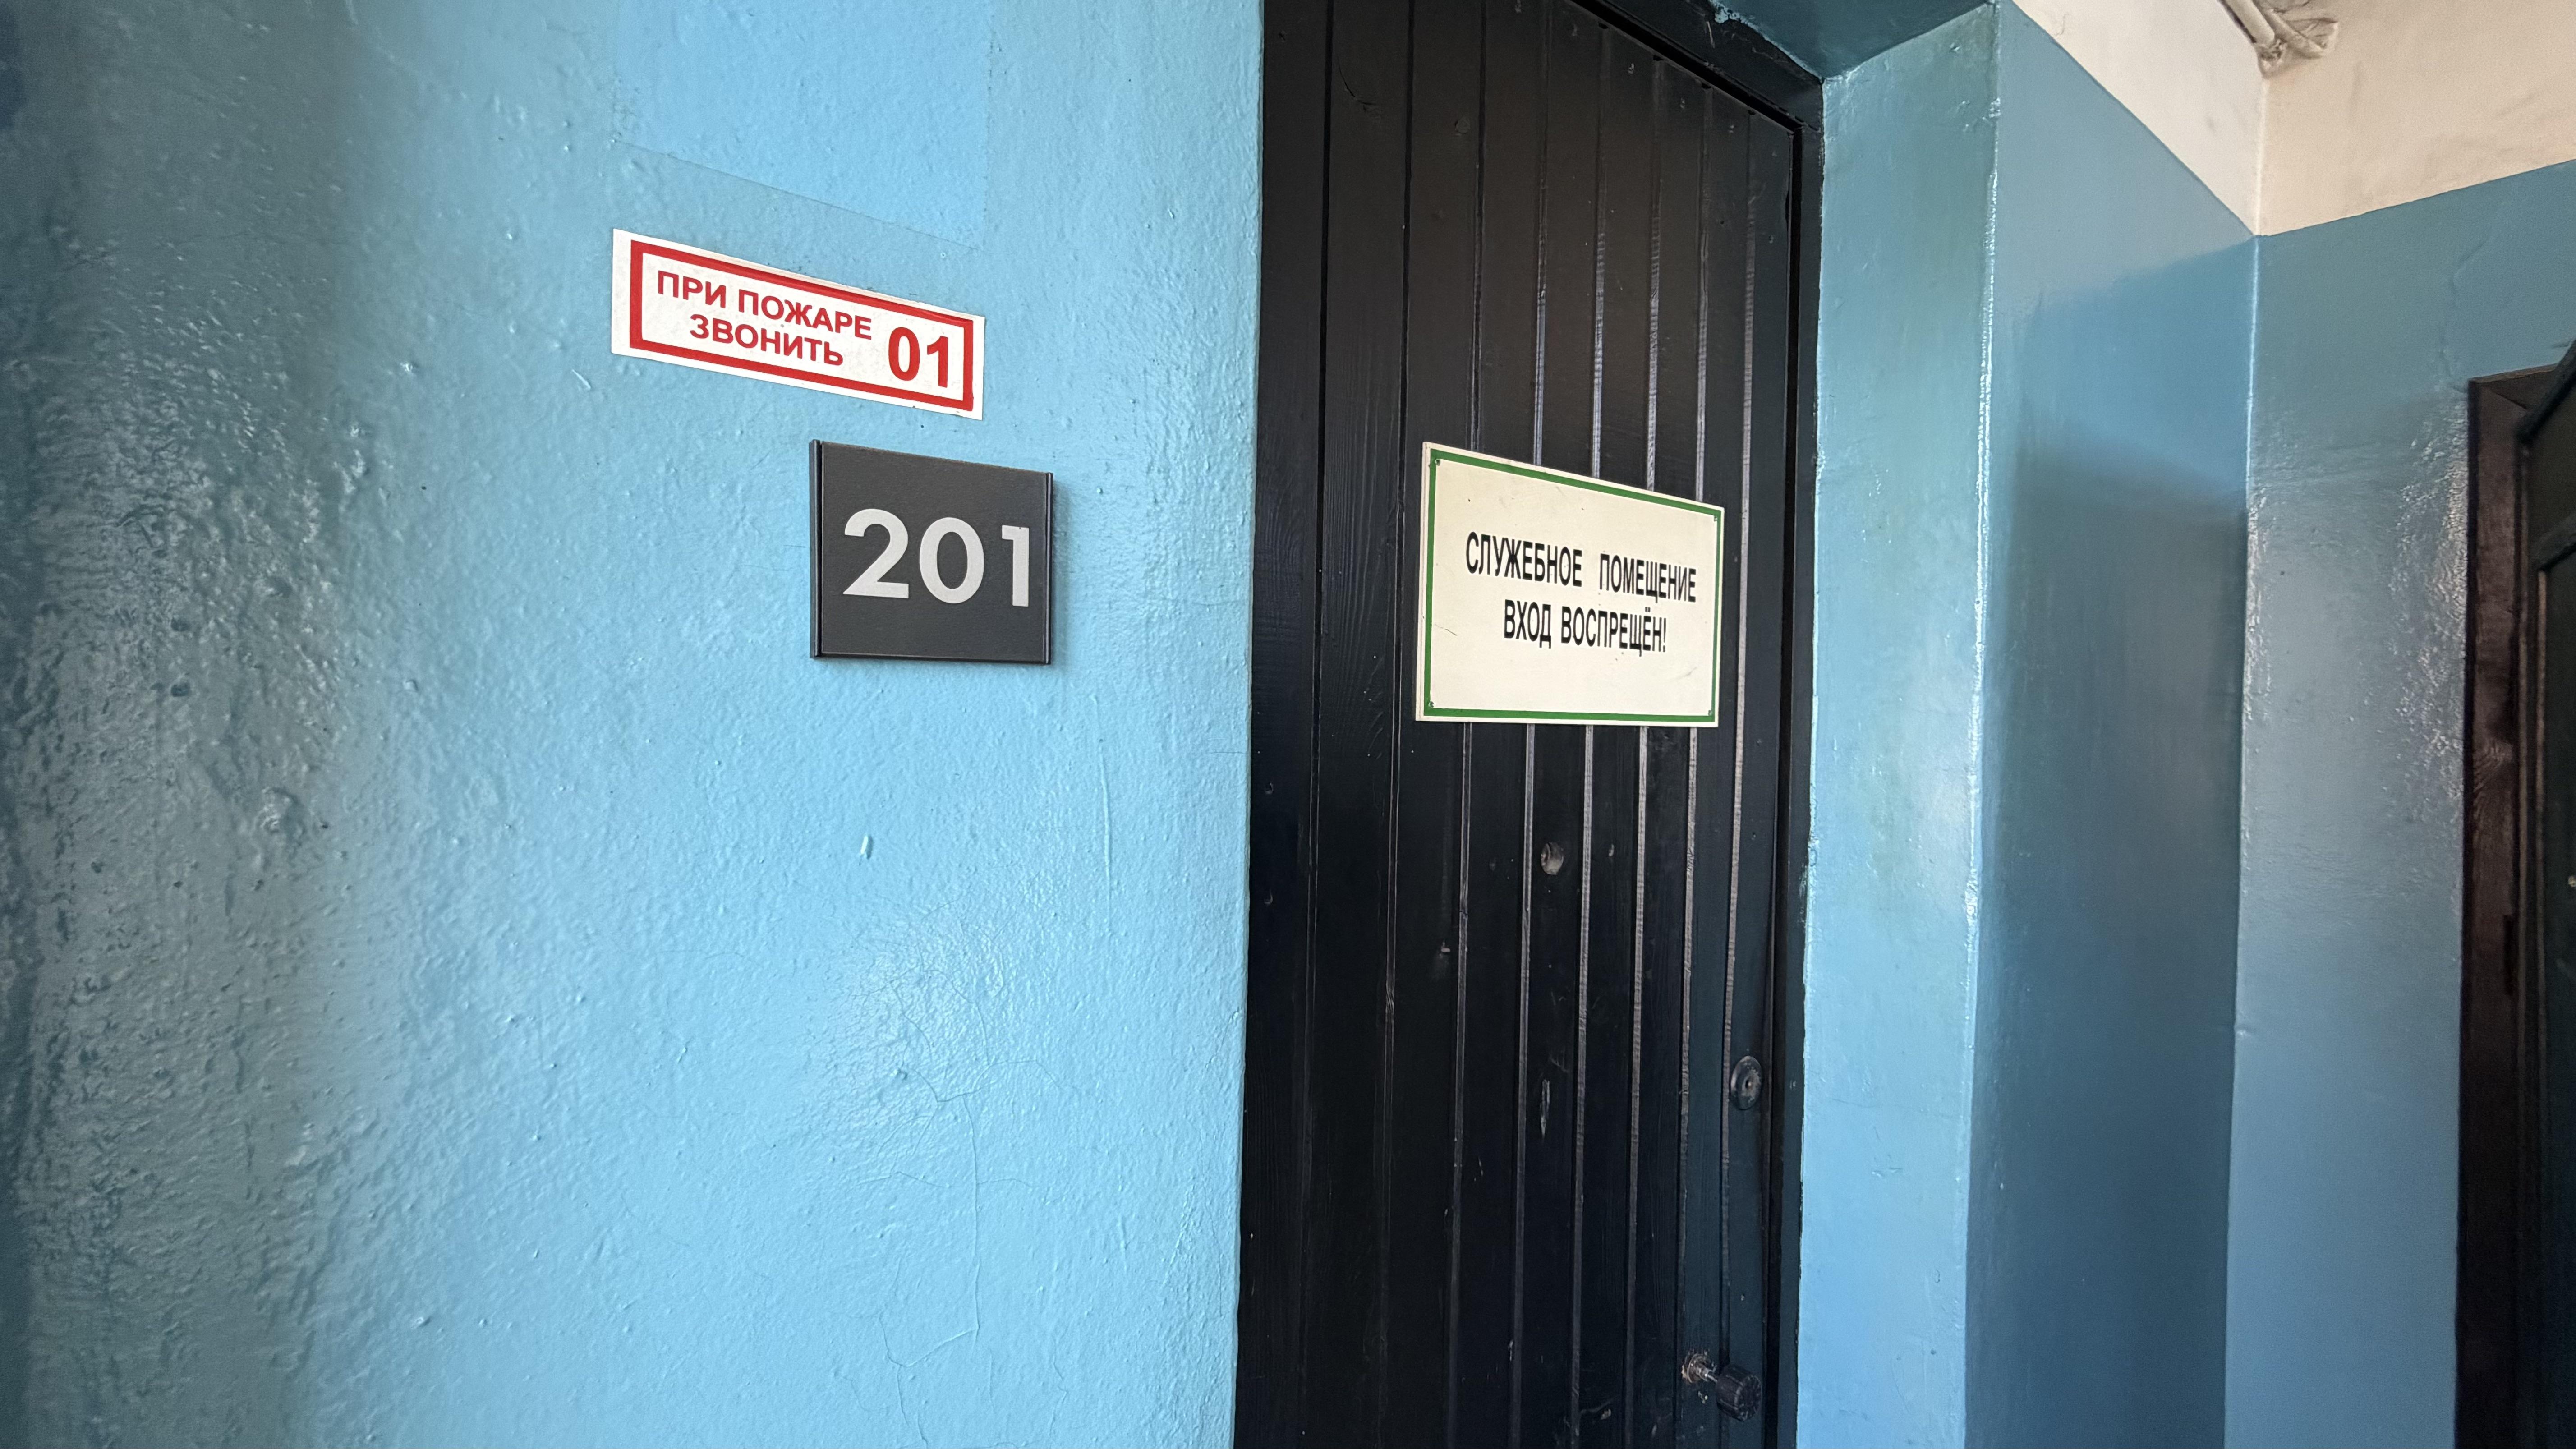 ПРИ ПОЖАРЕ
ЗВОНИТЬ 01
201
СЛУЖЕБНОЕ ПОМЕЩЕНИЕ
ВХОД ВОСПРЕЩЁН!